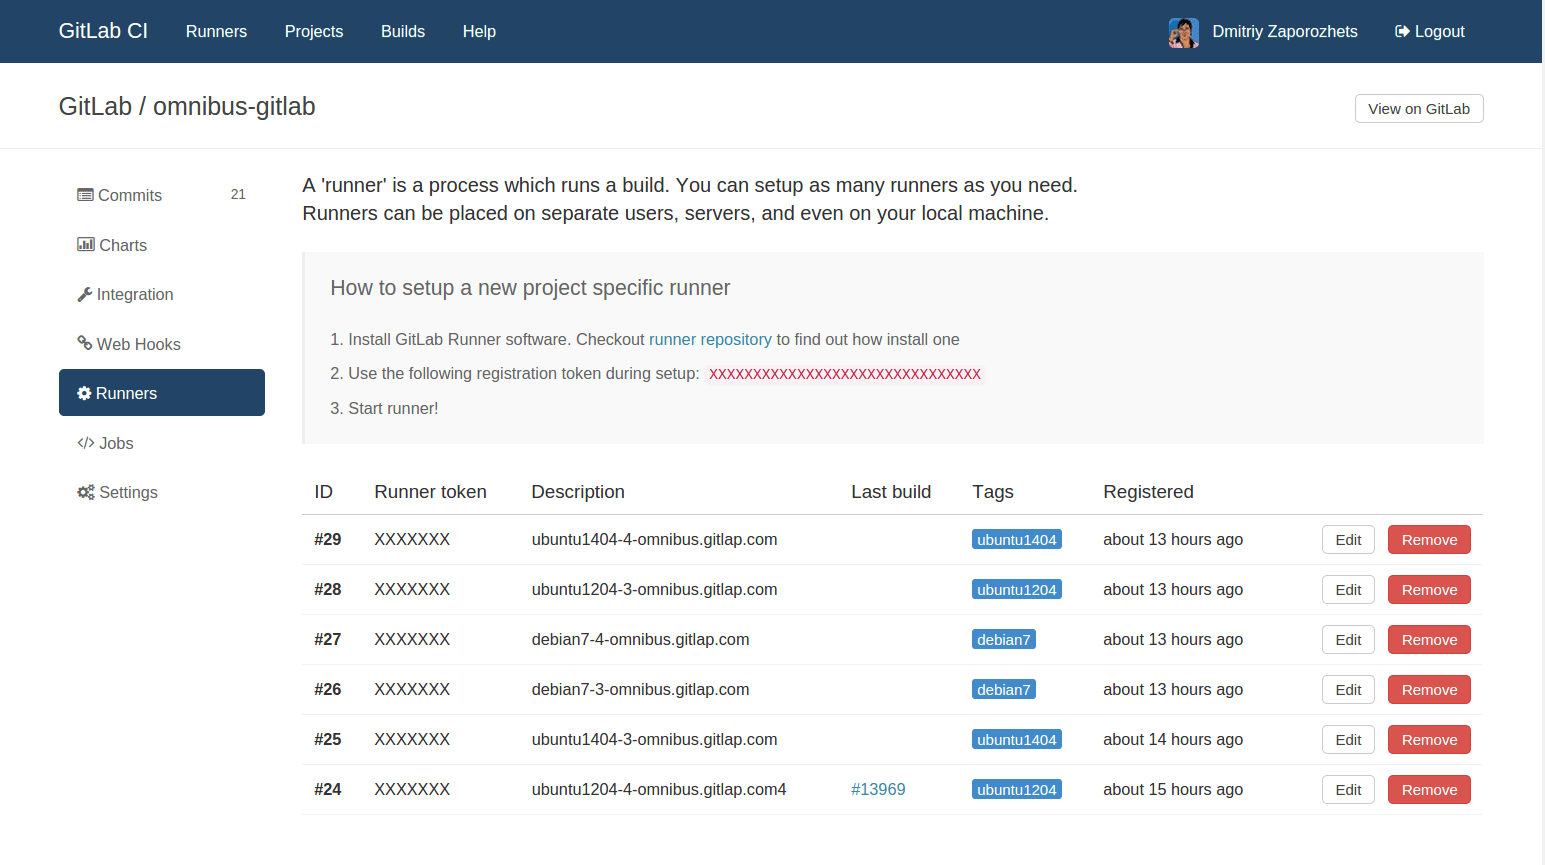 GitLab CI Runners Projects Builds Help Dmitriy Zaporozhets Logout
GitLab / omnibus-gitlab View on GitLab
Commits 21
Charts
Integration
Web Hooks
Runners
Jobs
Settings
A 'runner' is a process which runs a build. You can setup as many runners as you need.
Runners can be placed on separate users, servers, and even on your local machine.
How to setup a new project specific runner
1. Install GitLab Runner software. Checkout runner repository to find out how install one
2. Use the following registration token during setup: XXXXXXXXXXXXXXXXXXXXXXXXXXXXXXX
3. Start runner!
ID Runner token Description Last build Tags Registered
#29 XXXXXXX ubuntu1404-4-omnibus.gitlap.com ubuntu1404 about 13 hours ago Edit Remove
#28 XXXXXXX ubuntu1204-3-omnibus.gitlap.com ubuntu1204 about 13 hours ago Edit Remove
#27 XXXXXXX debian7-4-omnibus.gitlap.com debian7 about 13 hours ago Edit Remove
#26 XXXXXXX debian7-3-omnibus.gitlap.com debian7 about 13 hours ago Edit Remove
#25 XXXXXXX ubuntu1404-3-omnibus.gitlap.com ubuntu1404 about 14 hours ago Edit Remove
#24 XXXXXXX ubuntu1204-4-omnibus.gitlap.com4 #13969 ubuntu1204 about 15 hours ago Edit Remove